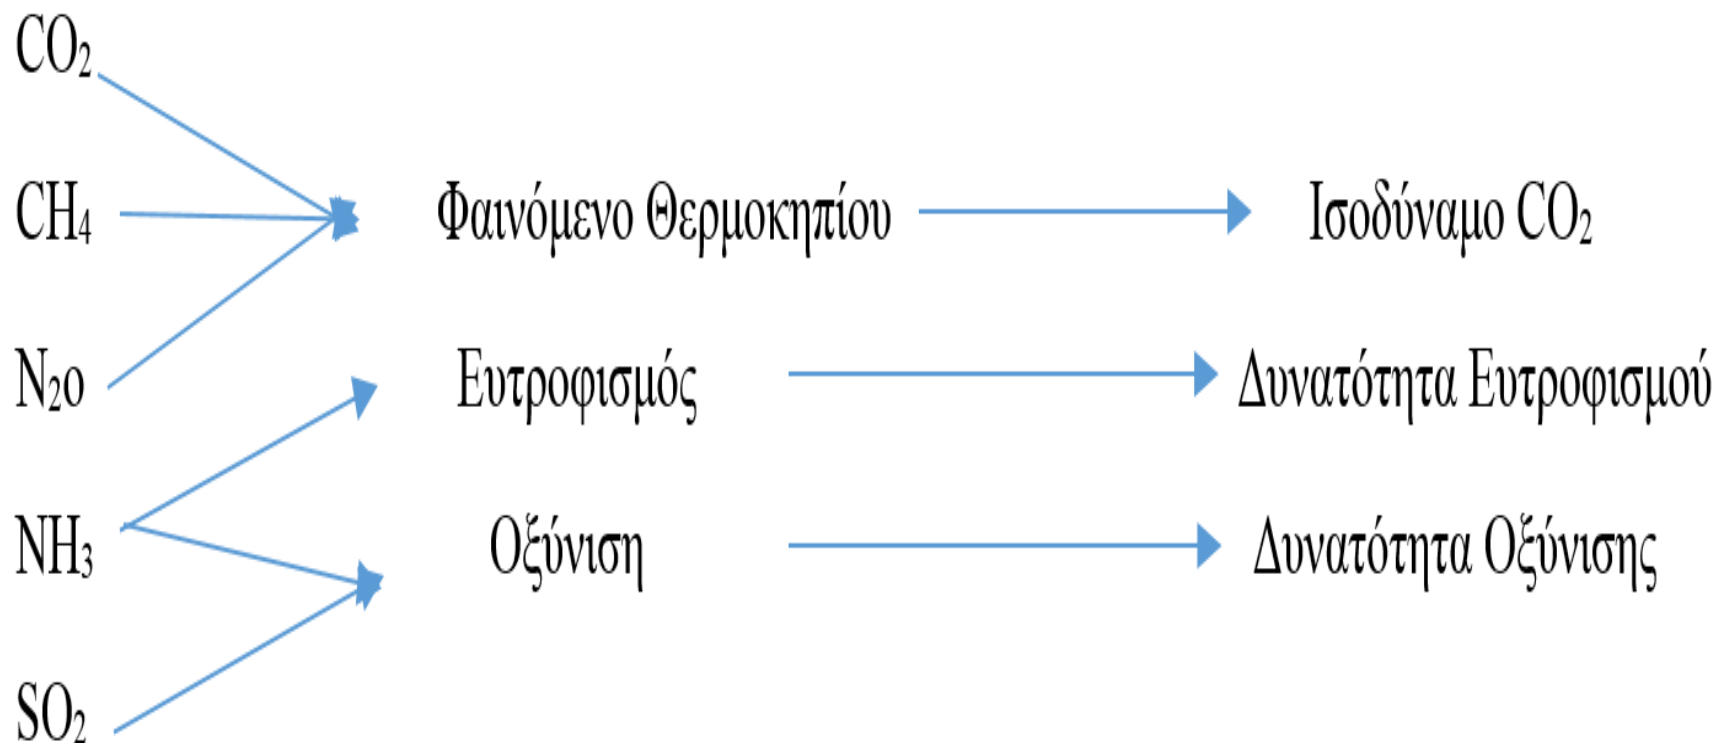 CO₂
CH₄ Φαινόμενο Θερμοκηπίου Ισοδύναμο CO₂
N₂o Ευτροφισμός Δυνατότητα Ευτροφισμού
NH₃ Οξύνιση Δυνατότητα Οξύνισης
SO₂